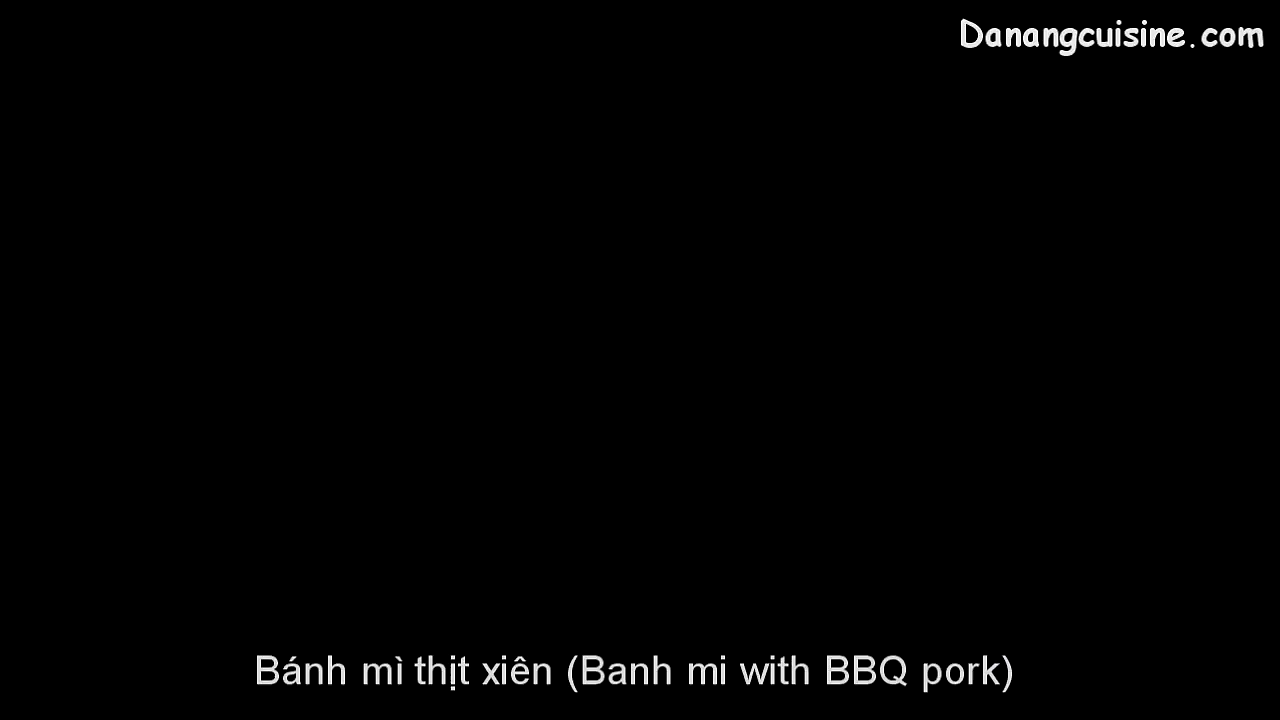 Danangcuisine.com
Bánh mì thịt xiên (Banh mi with BBQ pork)